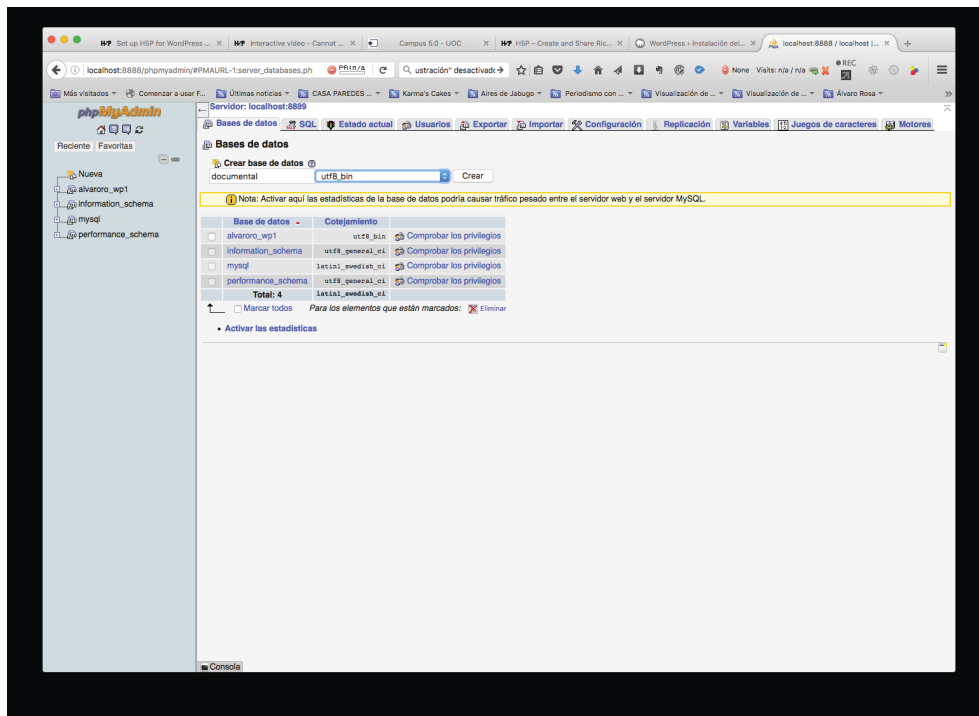 Set up H5P for WordPress ...
Interactive video - Cannot ...
Campus 5.0 - UOC
H5P - Create and Share Ric...
WordPress › Instalación del...
localhost:8888 / localhost |...
localhost:8888/phpmyadmin/#PMAURL-1:server_databases.ph
PR: n/a
ustración" desactivad
None Visits: n/a / n/a
REC
Más visitados
Comenzar a usar F...
Últimas noticias
CASA PAREDES ...
Karma's Cakes
Aires de Jabugo
Periodismo con ...
Visualización de ...
Visualización de ...
Álvaro Rosa
phpMyAdmin
Reciente Favoritas
Nueva
alvaroro_wp1
information_schema
mysql
performance_schema
Servidor: localhost:8889
Bases de datos SQL Estado actual Usuarios Exportar Importar Configuración Replicación Variables Juegos de caracteres Motores
Bases de datos
Crear base de datos
documental utf8_bin Crear
Nota: Activar aquí las estadísticas de la base de datos podría causar tráfico pesado entre el servidor web y el servidor MySQL.
Base de datos Cotejamiento
alvaroro_wp1 utf8_bin Comprobar los privilegios
information_schema utf8_general_ci Comprobar los privilegios
mysql latin1_swedish_ci Comprobar los privilegios
performance_schema utf8_general_ci Comprobar los privilegios
Total: 4 latin1_swedish_ci
Marcar todos Para los elementos que están marcados: Eliminar
Activar las estadísticas
Consola